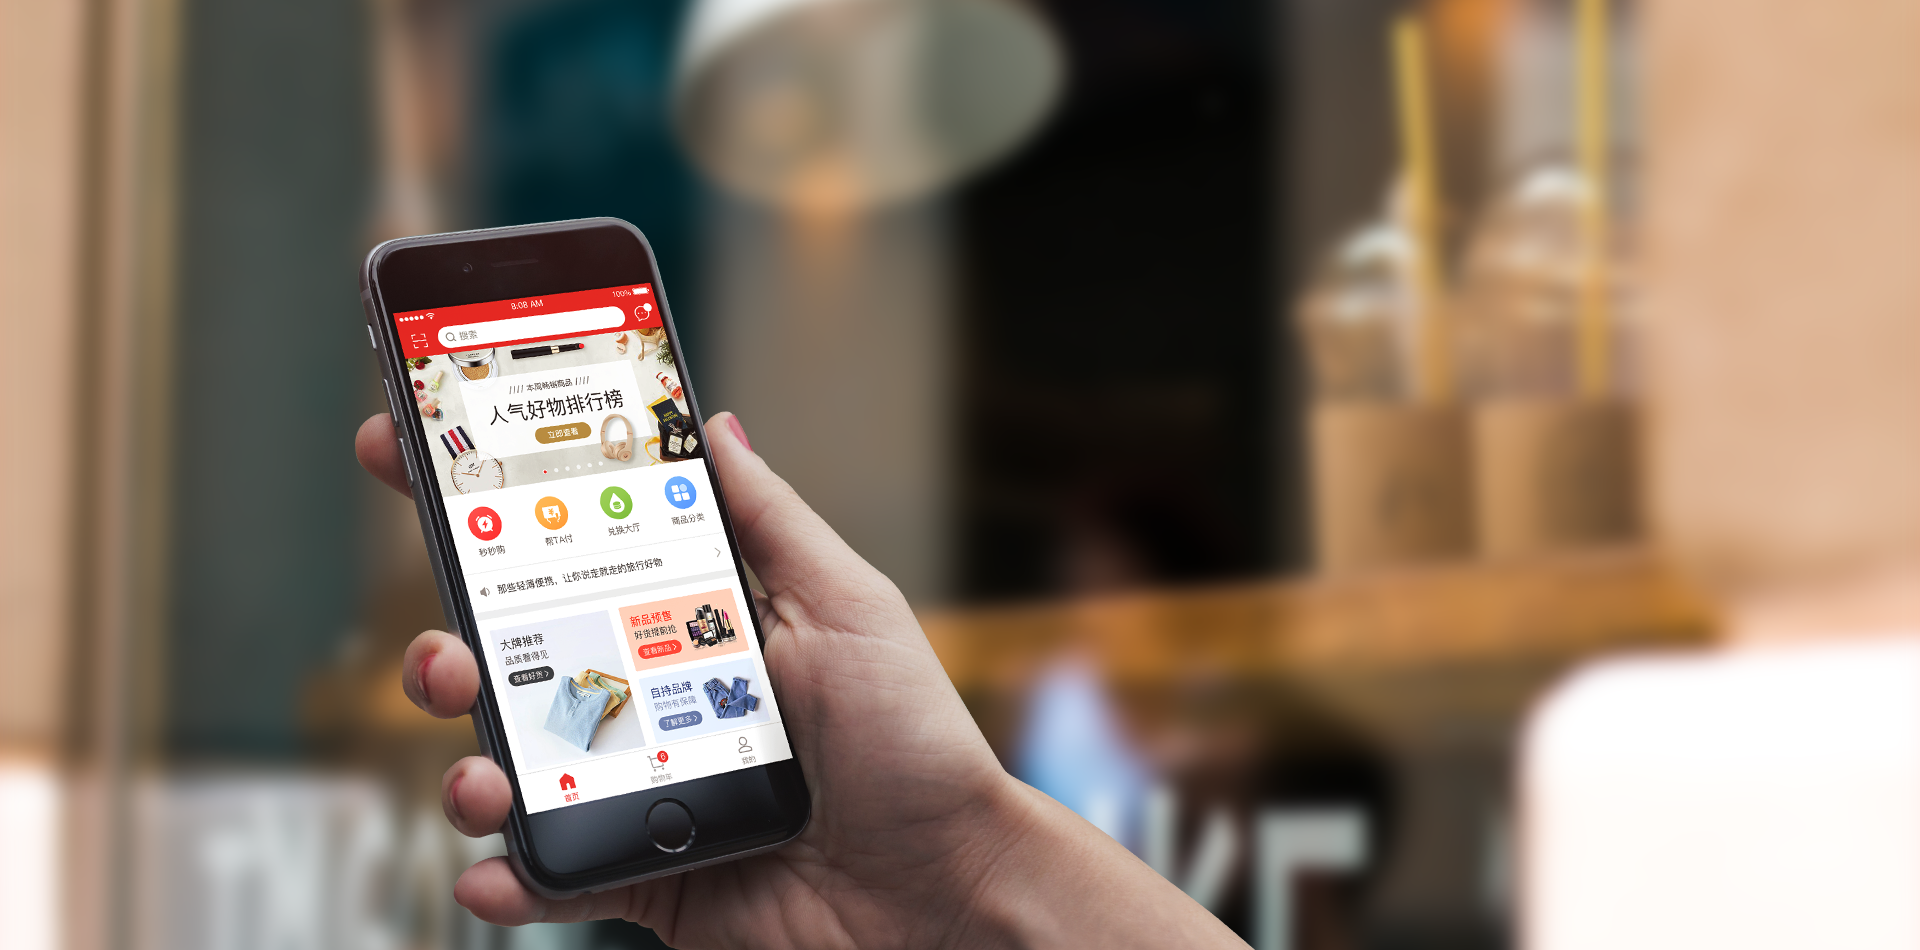 8:08 AM
100%
搜索
//// 本周畅销商品 ////
人气好物排行榜
立即查看
秒秒购
帮TA付
兑换大厅
商品分类
那些轻薄便携，让你说走就走的旅行好物
大牌推荐
品质看得见
查看好货 >
新品预售
好货提前抢
查看新品 >
自持品牌
购物有保障
了解更多 >
首页
6
购物车
我的